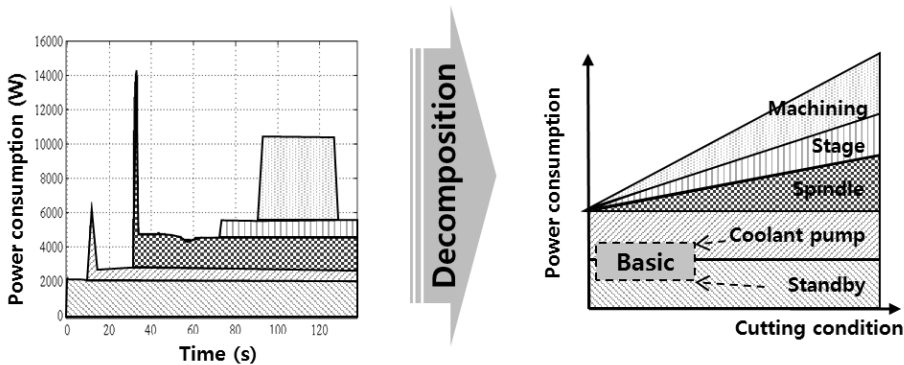 Power consumption (W)
16000
14000
12000
10000
8000
6000
4000
2000
0
0 20 40 60 80 100 120
Time (s)
Decomposition
Power consumption
Machining
Stage
Spindle
Coolant pump
Basic
Standby
Cutting condition